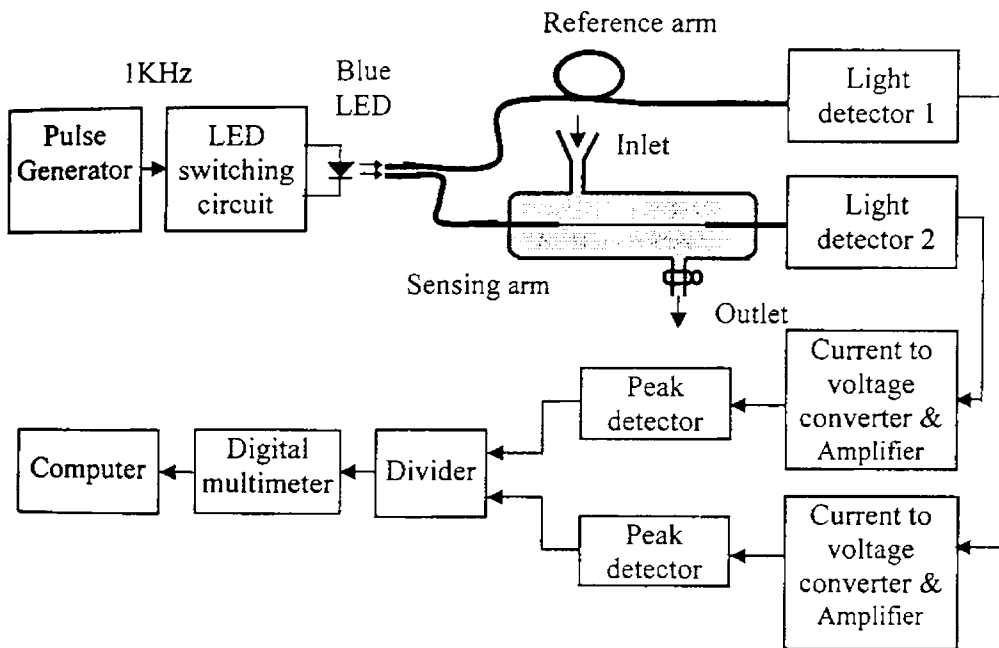 Reference arm
1KHz
Blue
LED
Light
detector 1
Pulse
Generator
LED
switching
circuit
Inlet
Light
detector 2
Sensing arm
Outlet
Current to
voltage
converter &
Amplifier
Peak
detector
Computer
Digital
multimeter
Divider
Peak
detector
Current to
voltage
converter &
Amplifier